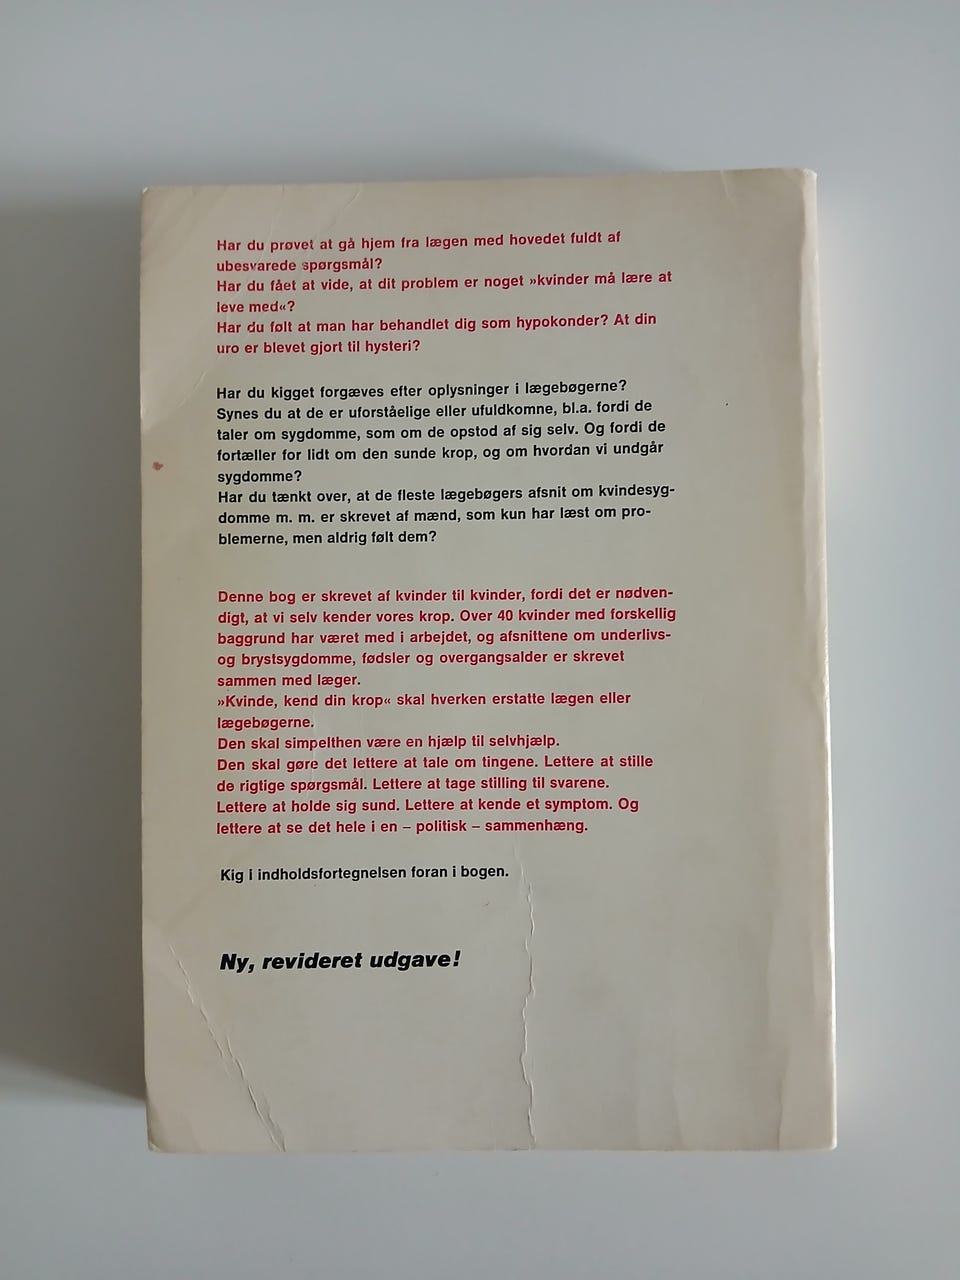 Har du prøvet at gå hjem fra lægen med hovedet fuldt af
ubesvarede spørgsmål?
Har du fået at vide, at dit problem er noget »kvinder må lære at
leve med«?
Har du følt at man har behandlet dig som hypokonder? At din
uro er blevet gjort til hysteri?
Har du kigget forgæves efter oplysninger i lægebøgerne?
Synes du at de er uforståelige eller ufuldkomne, bl.a. fordi de
taler om sygdomme, som om de opstod af sig selv. Og fordi de
fortæller for lidt om den sunde krop, og om hvordan vi undgår
sygdomme?
Har du tænkt over, at de fleste lægebøgers afsnit om kvindesyg-
domme m. m. er skrevet af mænd, som kun har læst om pro-
blemerne, men aldrig følt dem?
Denne bog er skrevet af kvinder til kvinder, fordi det er nødven-
digt, at vi selv kender vores krop. Over 40 kvinder med forskellig
baggrund har været med i arbejdet, og afsnittene om underlivs-
og brystsygdomme, fødsler og overgangsalder er skrevet
sammen med læger.
»Kvinde, kend din krop« skal hverken erstatte lægen eller
lægebøgerne.
Den skal simpelthen være en hjælp til selvhjælp.
Den skal gøre det lettere at tale om tingene. Lettere at stille
de rigtige spørgsmål. Lettere at tage stilling til svarene.
Lettere at holde sig sund. Lettere at kende et symptom. Og
lettere at se det hele i en – politisk – sammenhæng.
Kig i indholdsfortegnelsen foran i bogen.
Ny, revideret udgave!